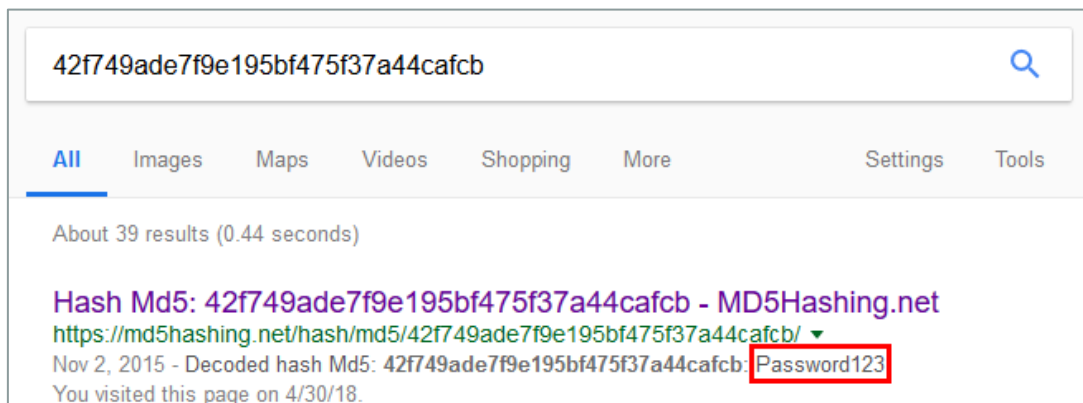 42f749ade7f9e195bf475f37a44cafcb
All Images Maps Videos Shopping More Settings Tools
About 39 results (0.44 seconds)
Hash Md5: 42f749ade7f9e195bf475f37a44cafcb - MD5Hashing.net
https://md5hashing.net/hash/md5/42f749ade7f9e195bf475f37a44cafcb/
Nov 2, 2015 - Decoded hash Md5: 42f749ade7f9e195bf475f37a44cafcb: Password123
You visited this page on 4/30/18.